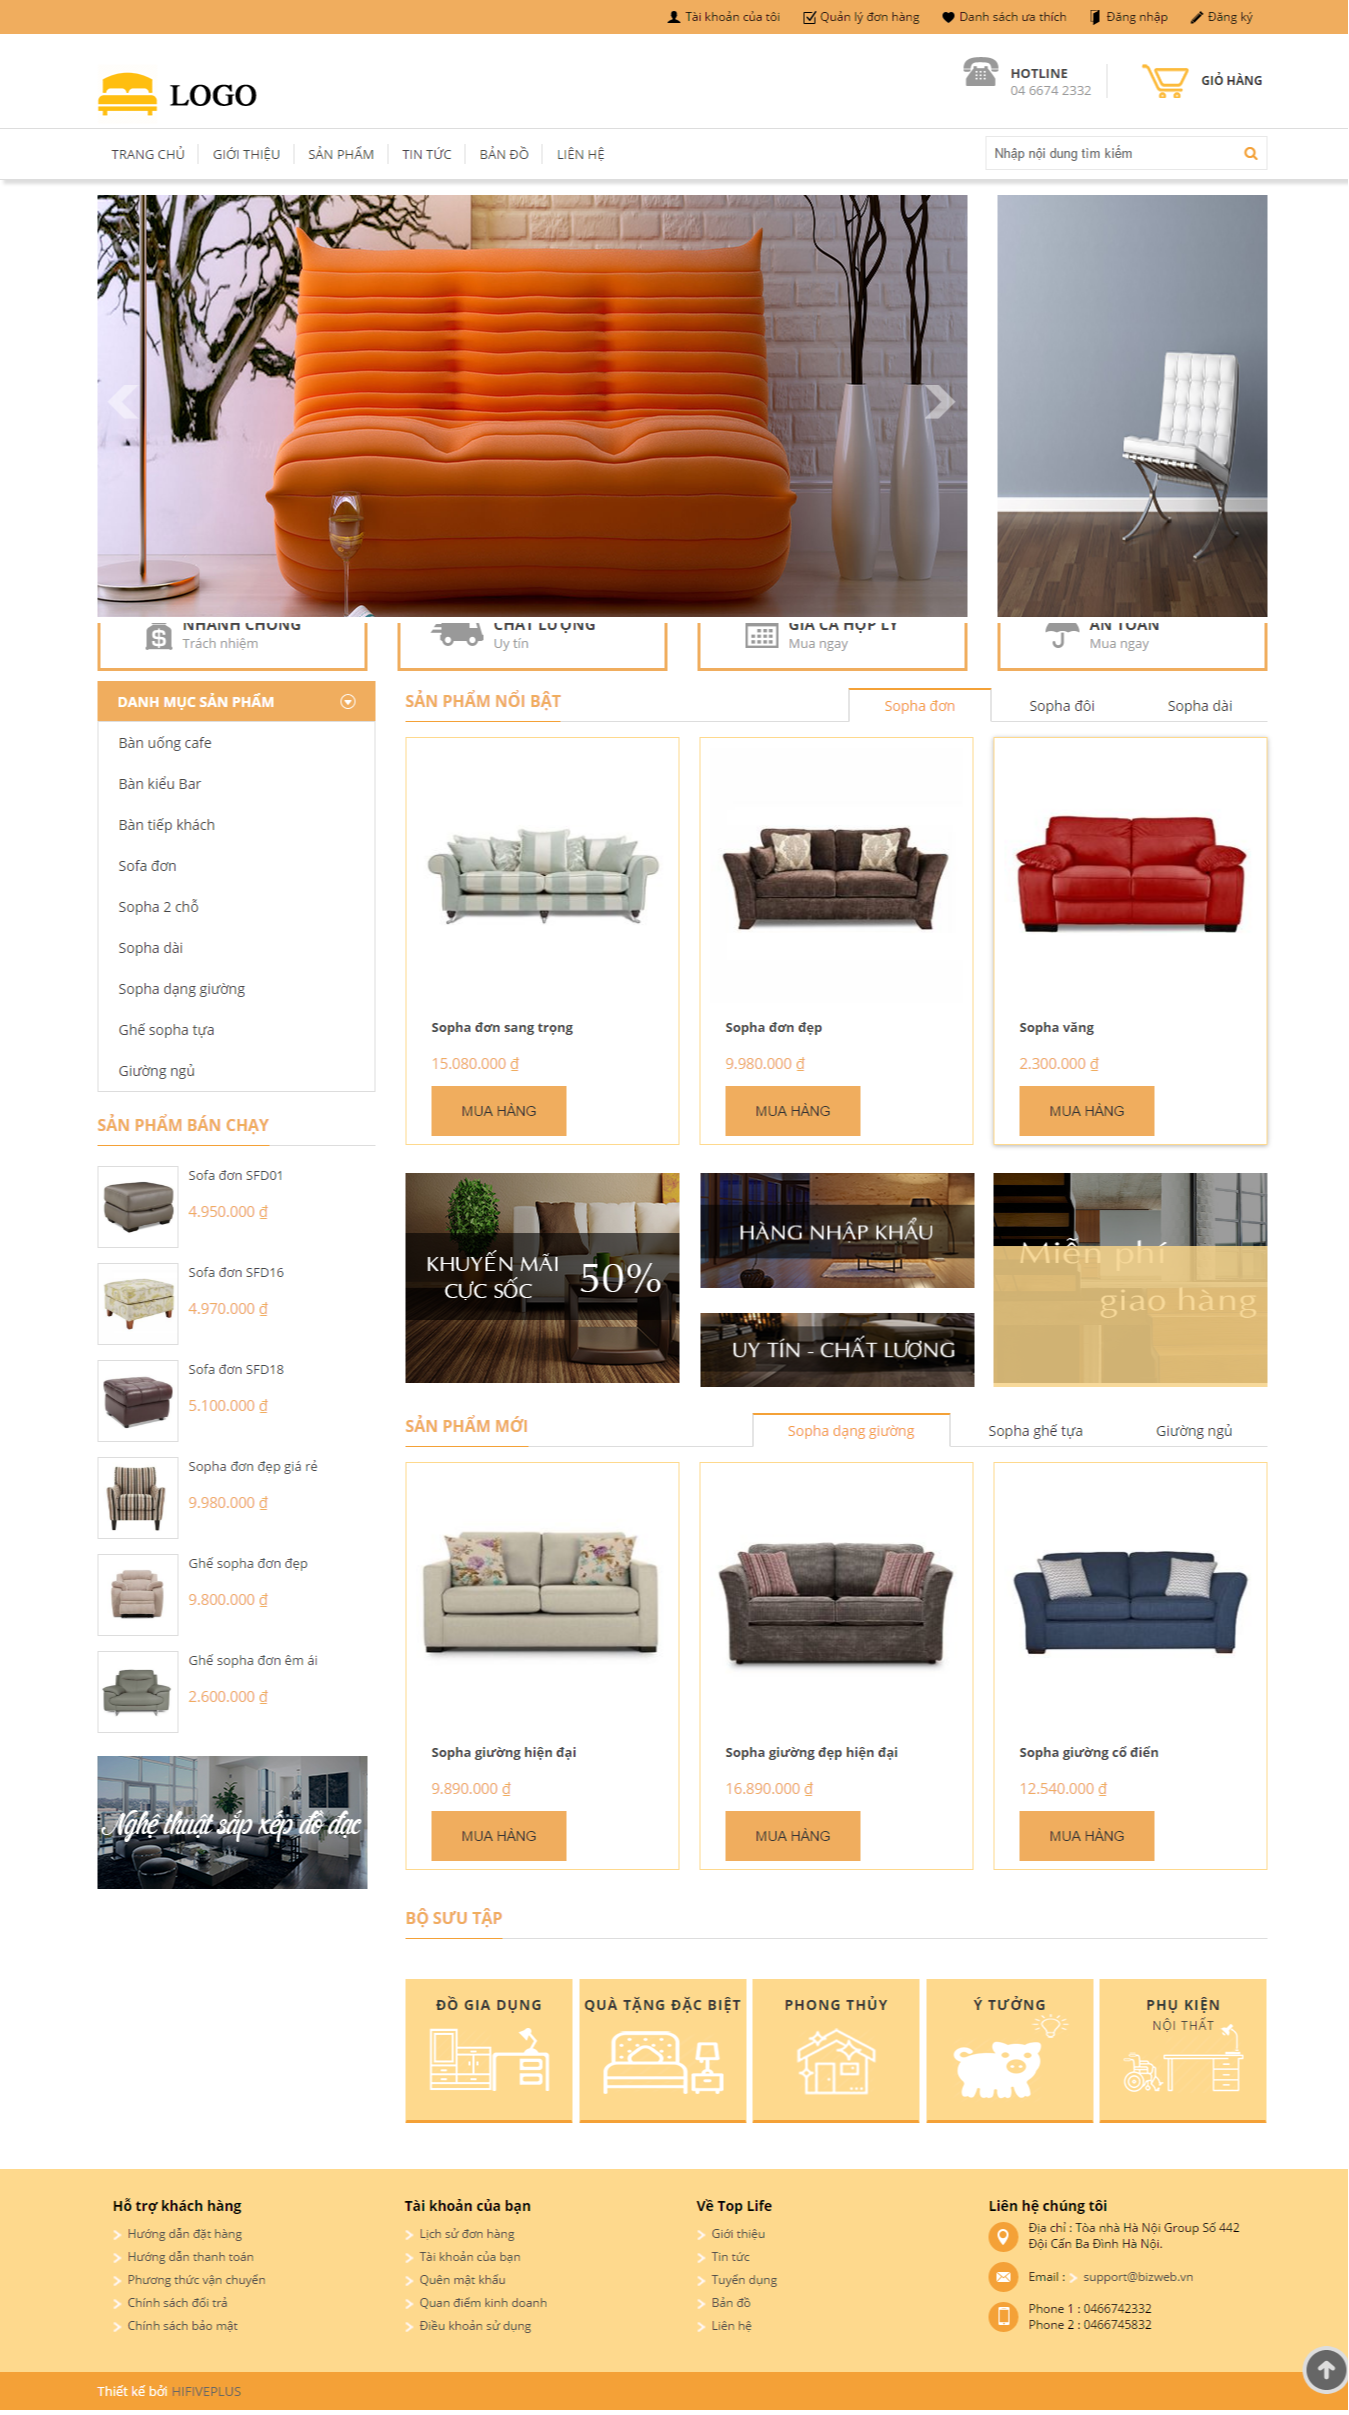 Tài khoản của tôi
Quản lý đơn hàng
Danh sách ưa thích
Đăng nhập
Đăng ký
LOGO
HOTLINE
04 6674 2332
GIỎ HÀNG
TRANG CHỦ
GIỚI THIỆU
SẢN PHẨM
TIN TỨC
BẢN ĐỒ
LIÊN HỆ
Nhập nội dung tìm kiếm
NHANH CHÓNG
Trách nhiệm
CHẤT LƯỢNG
Uy tín
GIÁ CẢ HỢP LÝ
Mua ngay
AN TOÀN
Mua ngay
DANH MỤC SẢN PHẨM
Bàn uống cafe
Bàn kiểu Bar
Bàn tiếp khách
Sofa đơn
Sopha 2 chỗ
Sopha dài
Sopha dạng giường
Ghế sopha tựa
Giường ngủ
SẢN PHẨM NỔI BẬT
Sopha đơn
Sopha đôi
Sopha dài
Sopha đơn sang trọng
15.080.000 ₫
MUA HÀNG
Sopha đơn đẹp
9.980.000 ₫
MUA HÀNG
Sopha văng
2.300.000 ₫
MUA HÀNG
SẢN PHẨM BÁN CHẠY
Sofa đơn SFD01
4.950.000 ₫
Sofa đơn SFD16
4.970.000 ₫
Sofa đơn SFD18
5.100.000 ₫
Sopha đơn đẹp giá rẻ
9.980.000 ₫
Ghế sopha đơn đẹp
9.800.000 ₫
Ghế sopha đơn êm ái
2.600.000 ₫
Nghệ thuật sắp xếp đồ đạc
KHUYẾN MÃI
CỰC SỐC
50%
HÀNG NHẬP KHẨU
UY TÍN - CHẤT LƯỢNG
Miễn phí
giao hàng
SẢN PHẨM MỚI
Sopha dạng giường
Sopha ghế tựa
Giường ngủ
Sopha giường hiện đại
9.890.000 ₫
MUA HÀNG
Sopha giường đẹp hiện đại
16.890.000 ₫
MUA HÀNG
Sopha giường cổ điển
12.540.000 ₫
MUA HÀNG
BỘ SƯU TẬP
ĐỒ GIA DỤNG
QUÀ TẶNG ĐẶC BIỆT
PHONG THỦY
Ý TƯỞNG
PHỤ KIỆN
NỘI THẤT
Hỗ trợ khách hàng
Hướng dẫn đặt hàng
Hướng dẫn thanh toán
Phương thức vận chuyển
Chính sách đổi trả
Chính sách bảo mật
Tài khoản của bạn
Lịch sử đơn hàng
Tài khoản của bạn
Quên mật khẩu
Quan điểm kinh doanh
Điều khoản sử dụng
Về Top Life
Giới thiệu
Tin tức
Tuyển dụng
Bản đồ
Liên hệ
Liên hệ chúng tôi
Địa chỉ : Tòa nhà Hà Nội Group Số 442
Đội Cấn Ba Đình Hà Nội.
Email : support@bizweb.vn
Phone 1 : 0466742332
Phone 2 : 0466745832
Thiết kế bởi HIFIVEPLUS